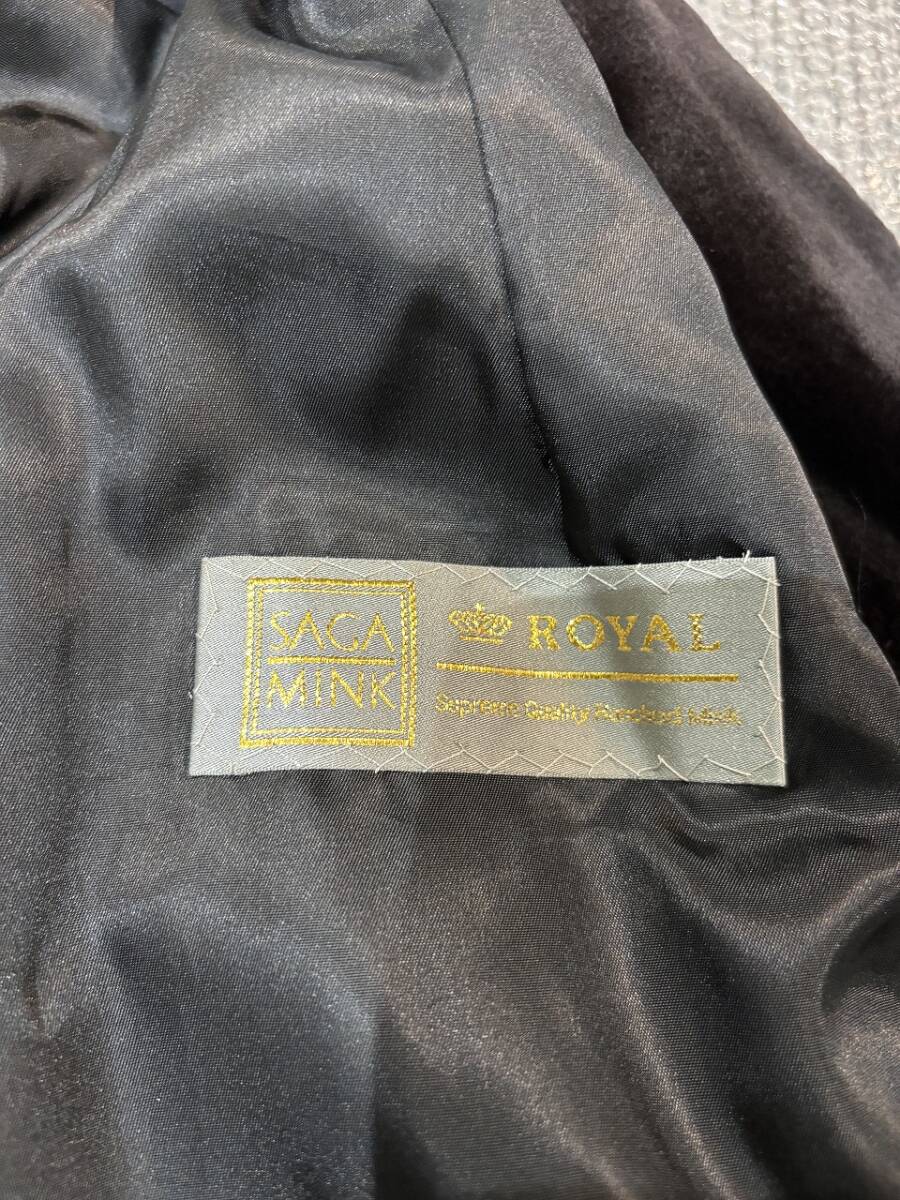 SAGA
MINK
ROYAL
Supreme Quality Ranched Mink